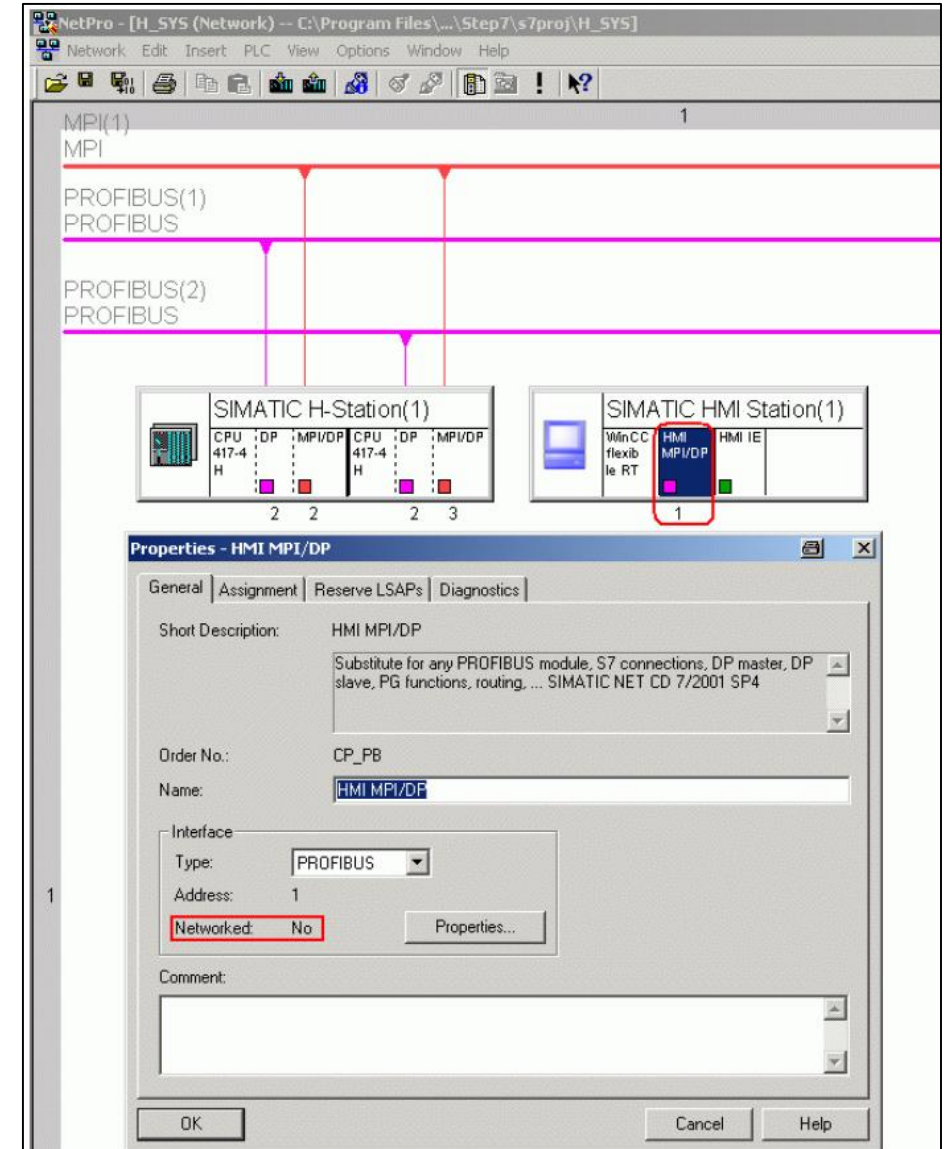 NetPro - [H_SYS (Network) -- C:\Program Files\...\Step7\s7proj\H_SYS]
Network Edit Insert PLC View Options Window Help
1
MPI(1)
MPI
PROFIBUS(1)
PROFIBUS
PROFIBUS(2)
PROFIBUS
SIMATIC H-Station(1)
CPU 417-4 H
DP
MPI/DP
CPU 417-4 H
DP
MPI/DP
2 2 2 3
SIMATIC HMI Station(1)
WinCC flexib le RT
HMI MPI/DP
HMI IE
1
Properties - HMI MPI/DP
General Assignment Reserve LSAPs Diagnostics
Short Description: HMI MPI/DP
Substitute for any PROFIBUS module, S7 connections, DP master, DP
slave, PG functions, routing, ... SIMATIC NET CD 7/2001 SP4
Order No.: CP_PB
Name: HMI MPI/DP
Interface
Type: PROFIBUS
Address: 1
1
Networked: No Properties...
Comment:
OK Cancel Help